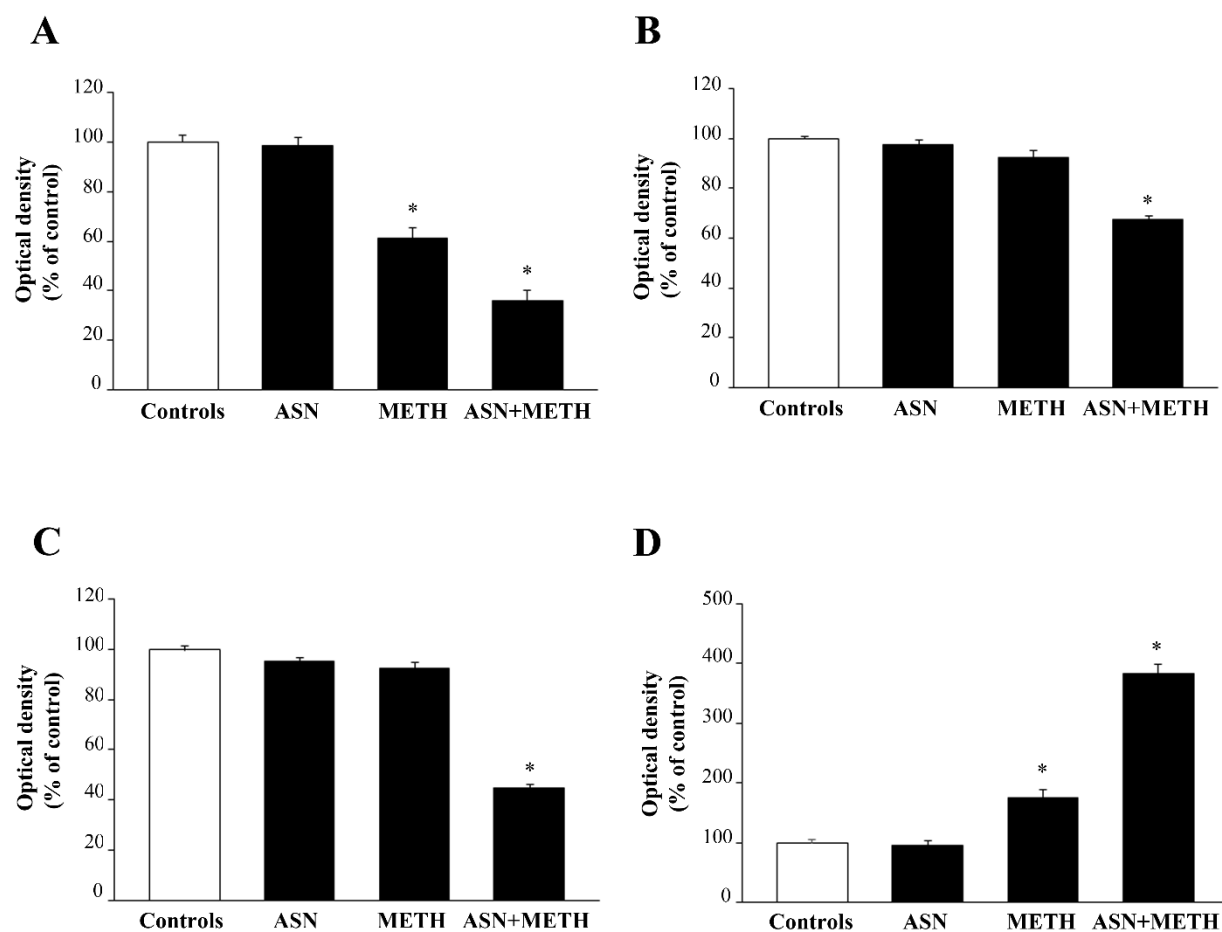 A
Optical density
(% of control)
120
100
80
60
40
20
0
*
*
Controls ASN METH ASN+METH
B
Optical density
(% of control)
120
100
80
60
40
20
0
*
Controls ASN METH ASN+METH
C
Optical density
(% of control)
120
100
80
60
40
20
0
*
Controls ASN METH ASN+METH
D
Optical density
(% of control)
500
400
300
200
100
0
*
*
Controls ASN METH ASN+METH